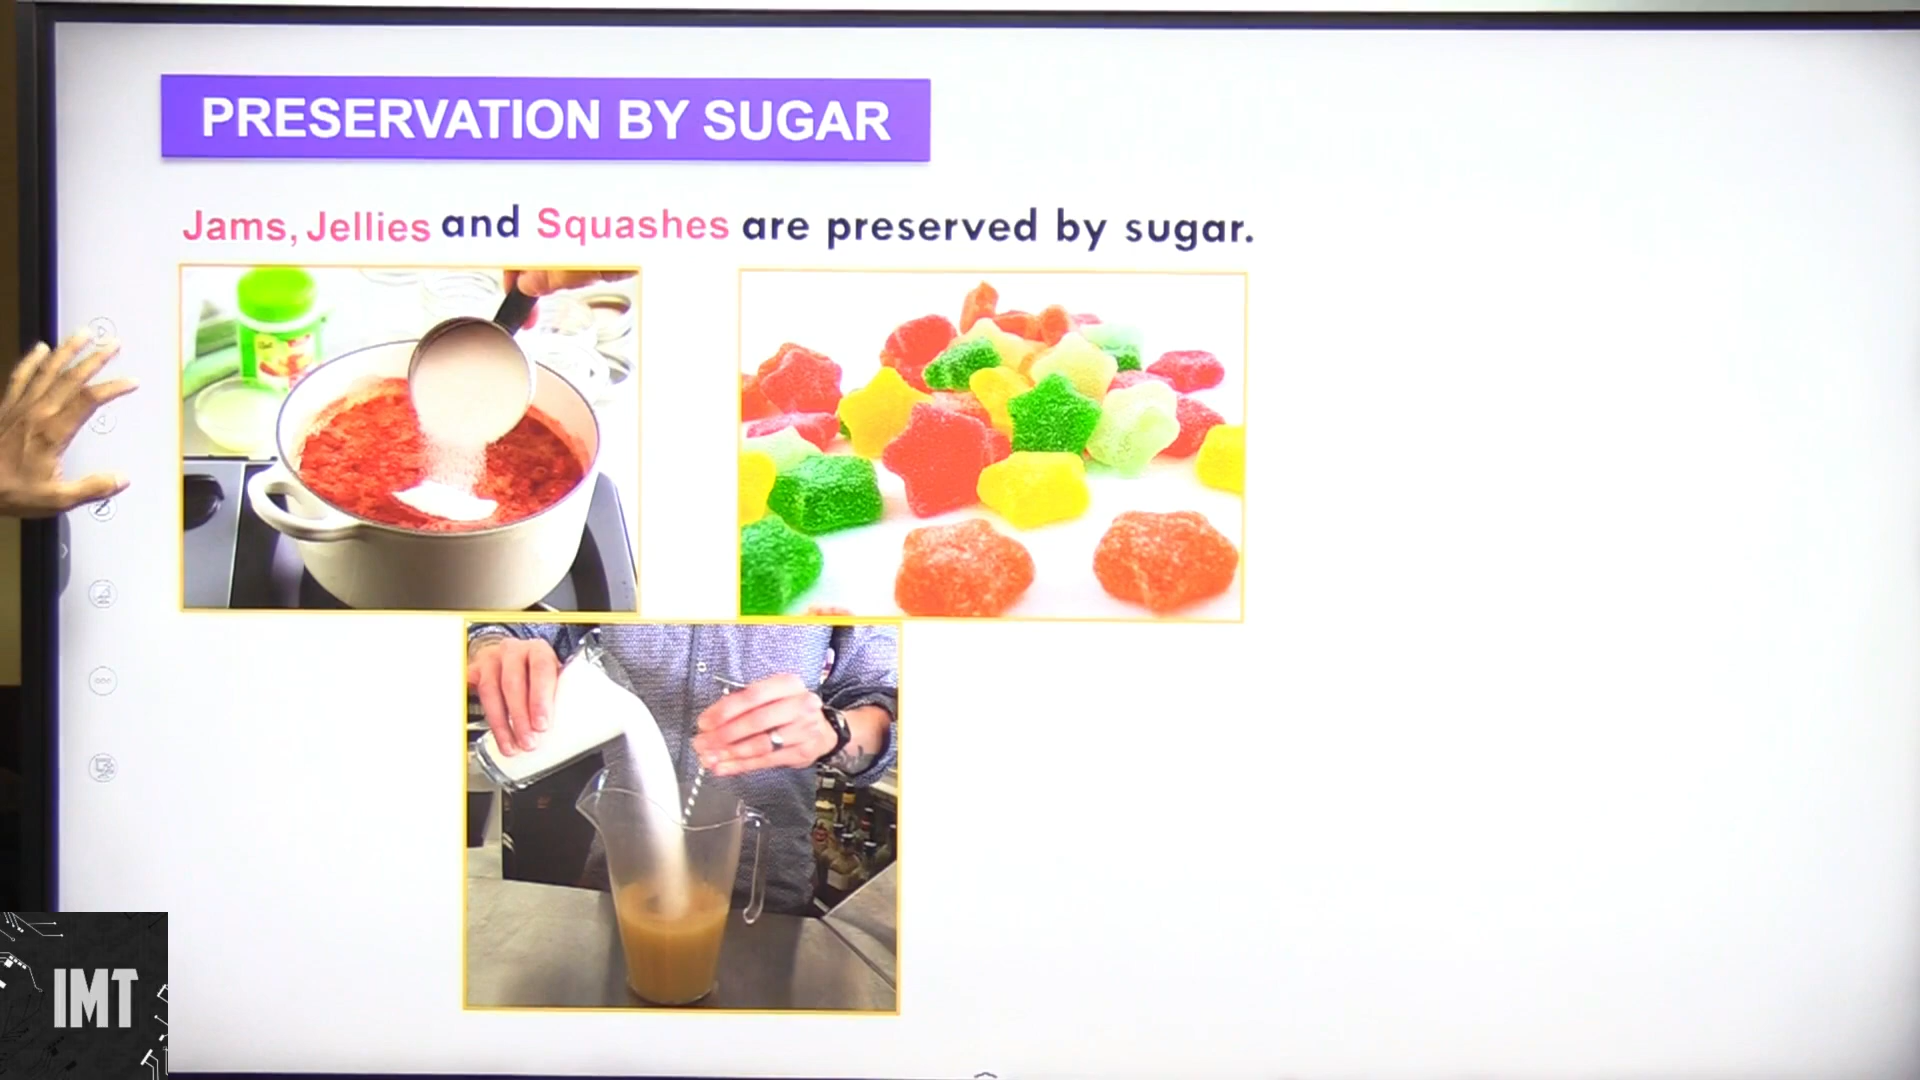 PRESERVATION BY SUGAR
Jams, Jellies and Squashes are preserved by sugar.
IMT